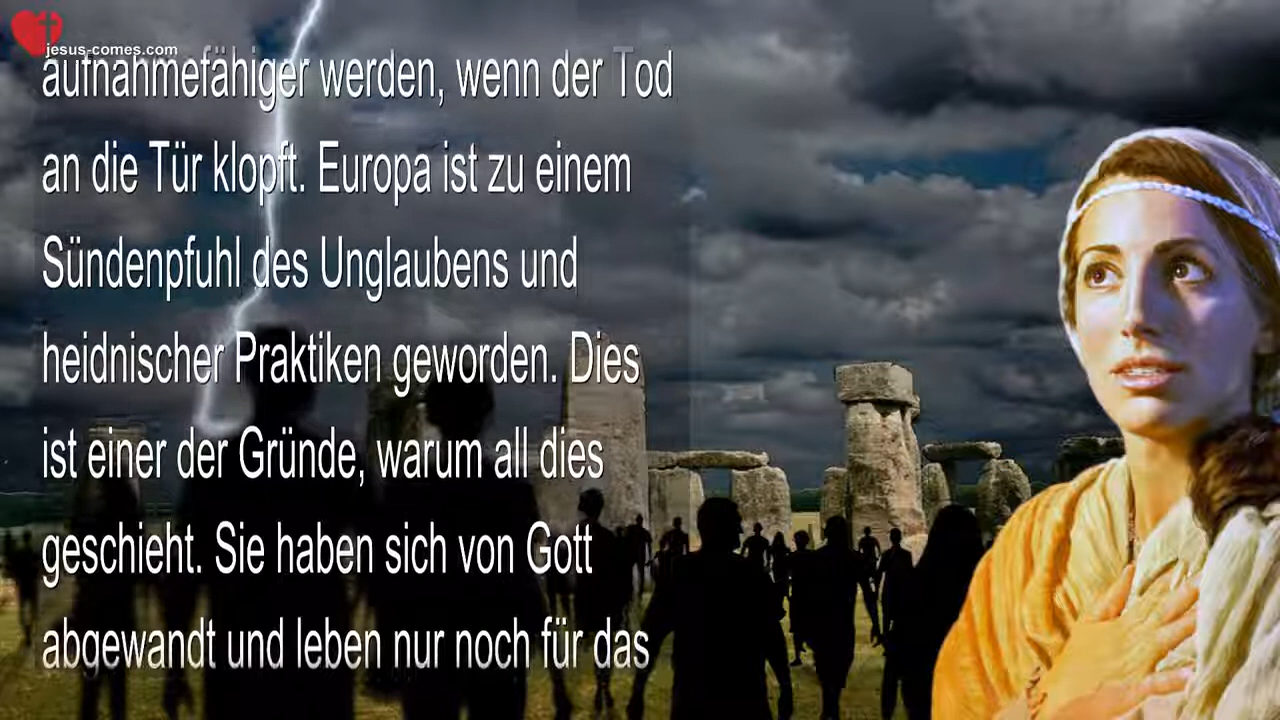 jesus-comes.com
aufnahmefähiger werden, wenn der Tod
an die Tür klopft. Europa ist zu einem
Sündenpfuhl des Unglaubens und
heidnischer Praktiken geworden. Dies
ist einer der Gründe, warum all dies
geschieht. Sie haben sich von Gott
abgewandt und leben nur noch für das